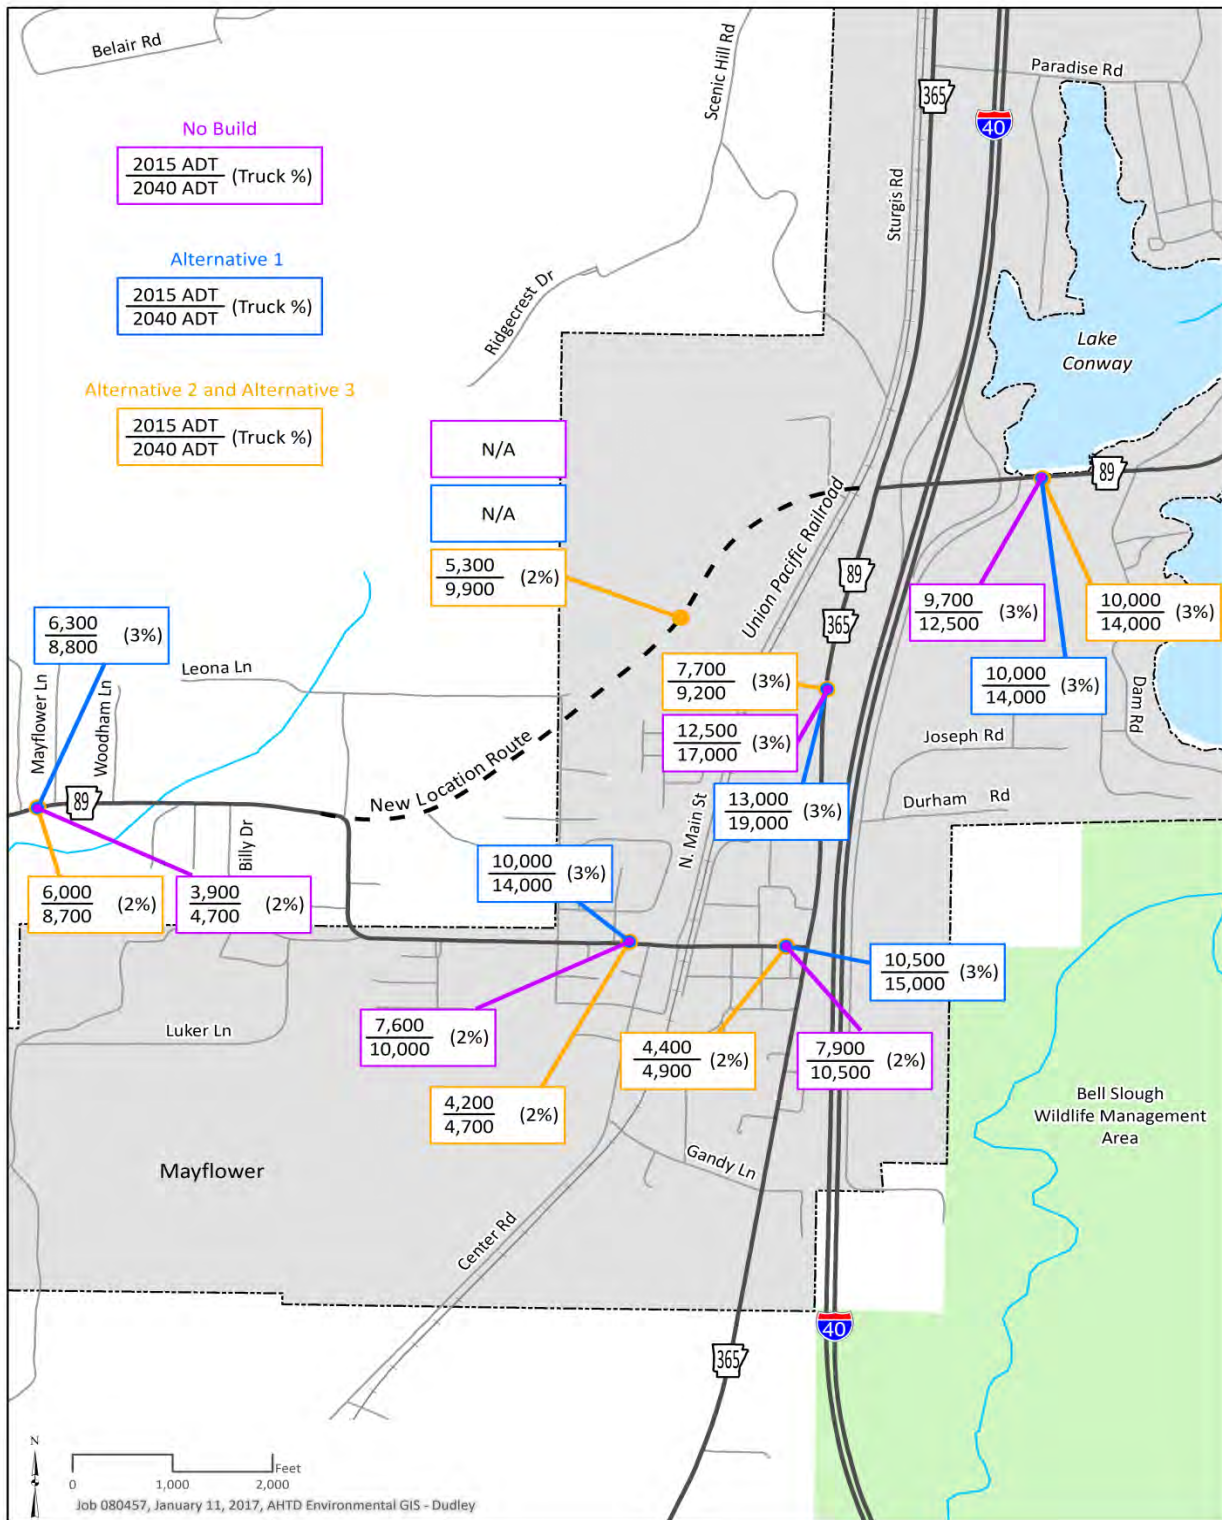 Belair Rd
Scenic Hill Rd
365
40
Paradise Rd
No Build
2015 ADT
2040 ADT (Truck %)
Sturgis Rd
Alternative 1
2015 ADT
2040 ADT (Truck %)
Ridgecrest Dr
Lake
Conway
Alternative 2 and Alternative 3
2015 ADT
2040 ADT (Truck %)
N/A
N/A
5,300
9,900 (2%)
89
Union Pacific Railroad
89
365
9,700
12,500 (3%)
10,000
14,000 (3%)
10,000
14,000 (3%)
6,300
8,800 (3%)
Leona Ln
Mayflower Ln
Woodham Ln
7,700
9,200 (3%)
12,500
17,000 (3%)
13,000
19,000 (3%)
Dam Rd
Joseph Rd
Durham Rd
New Location Route
89
Billy Dr
N. Main St
10,000
14,000 (3%)
6,000
8,700 (2%)
3,900
4,700 (2%)
10,500
15,000 (3%)
Luker Ln
7,600
10,000 (2%)
4,400
4,900 (2%)
7,900
10,500 (2%)
4,200
4,700 (2%)
Bell Slough
Wildlife Management
Area
Mayflower
Gandy Ln
Center Rd
40
365
N
Feet
0 1,000 2,000
Job 080457, January 11, 2017, AHTD Environmental GIS - Dudley